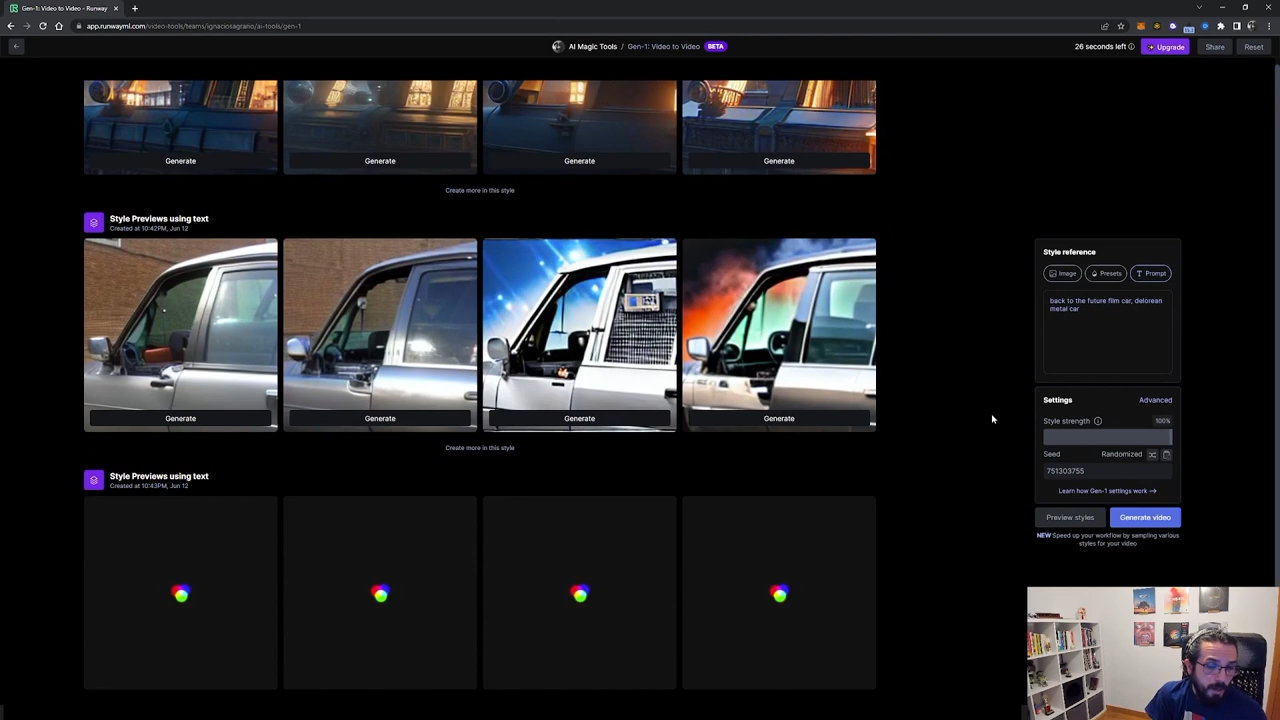 Gen-1: Video to Video - Runway
app.runwayml.com/video-tools/teams/ignaciosagrario/ai-tools/gen-1
AI Magic Tools / Gen-1: Video to Video BETA
26 seconds left
Upgrade
Share
Reset
Generate
Generate
Generate
Generate
Create more in this style
Style Previews using text
Created at 10:42PM, Jun 12
Generate
Generate
Generate
Generate
Create more in this style
Style Previews using text
Created at 10:43PM, Jun 12
Style reference
Image
Presets
Prompt
back to the future film car, delorean
metal car
Settings
Advanced
Style strength
100%
Seed
Randomized
751303755
Learn how Gen-1 settings work →
Preview styles
Generate video
NEW Speed up your workflow by sampling various
styles for your video